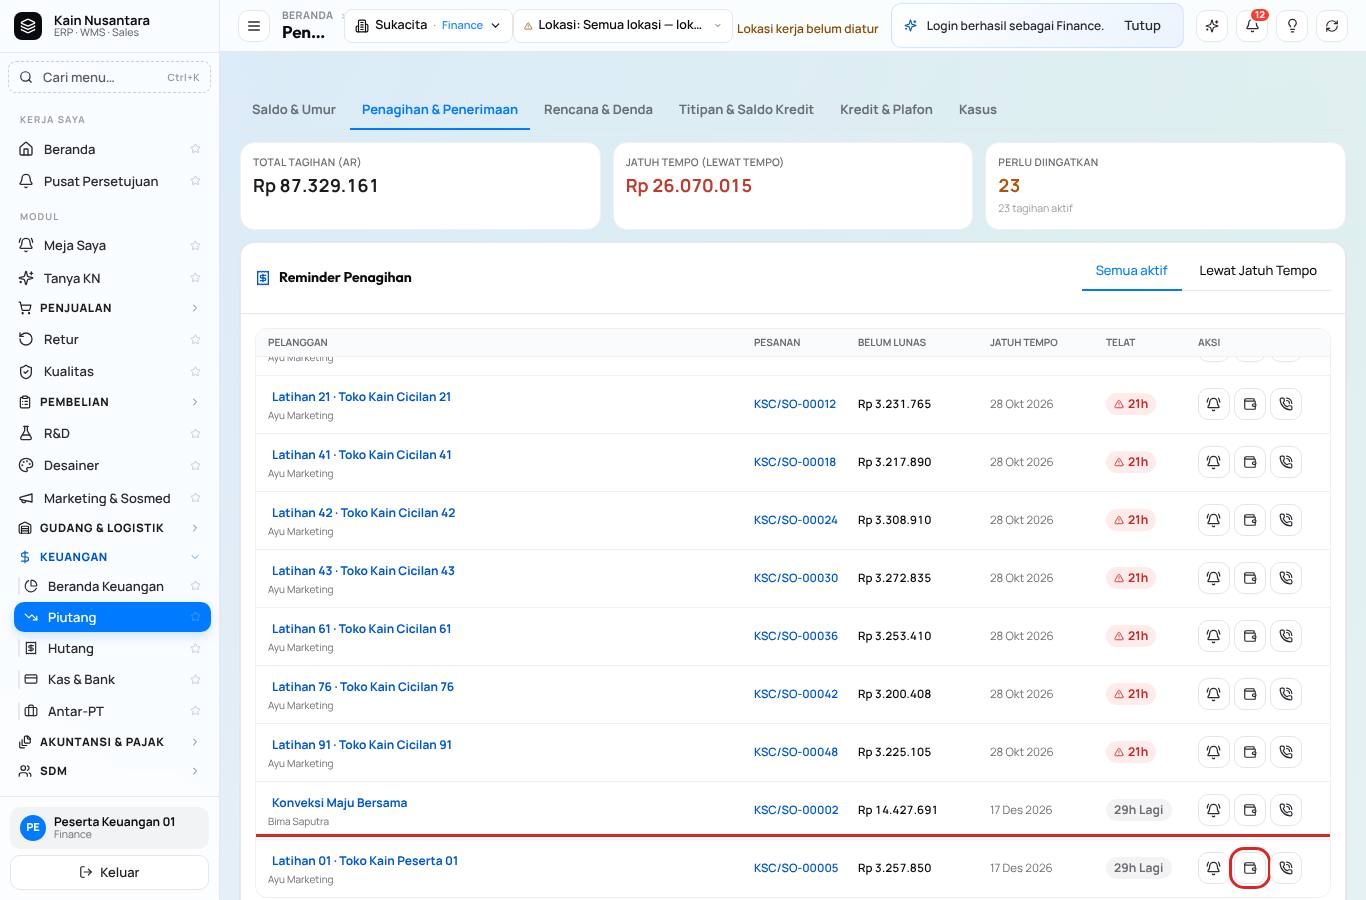 Kain Nusantara
ERP · WMS · Sales
BERANDA
Pen...
Sukacita · Finance
Lokasi: Semua lokasi — lok...
Lokasi kerja belum diatur
Login berhasil sebagai Finance.
Tutup
12
Cari menu...
Ctrl+K
KERJA SAYA
Beranda
Pusat Persetujuan
MODUL
Meja Saya
Tanya KN
PENJUALAN
Retur
Kualitas
PEMBELIAN
R&D
Desainer
Marketing & Sosmed
GUDANG & LOGISTIK
KEUANGAN
Beranda Keuangan
Piutang
Hutang
Kas & Bank
Antar-PT
AKUNTANSI & PAJAK
SDM
PE
Peserta Keuangan 01
Finance
Keluar
Saldo & Umur
Penagihan & Penerimaan
Rencana & Denda
Titipan & Saldo Kredit
Kredit & Plafon
Kasus
TOTAL TAGIHAN (AR)
Rp 87.329.161
JATUH TEMPO (LEWAT TEMPO)
Rp 26.070.015
PERLU DIINGATKAN
23
23 tagihan aktif
Reminder Penagihan
Semua aktif
Lewat Jatuh Tempo
PELANGGAN PESANAN BELUM LUNAS JATUH TEMPO TELAT AKSI
Ayu Marketing
Latihan 21 · Toko Kain Cicilan 21 KSC/SO-00012 Rp 3.231.765 28 Okt 2026 21h
Ayu Marketing
Latihan 41 · Toko Kain Cicilan 41 KSC/SO-00018 Rp 3.217.890 28 Okt 2026 21h
Ayu Marketing
Latihan 42 · Toko Kain Cicilan 42 KSC/SO-00024 Rp 3.308.910 28 Okt 2026 21h
Ayu Marketing
Latihan 43 · Toko Kain Cicilan 43 KSC/SO-00030 Rp 3.272.835 28 Okt 2026 21h
Ayu Marketing
Latihan 61 · Toko Kain Cicilan 61 KSC/SO-00036 Rp 3.253.410 28 Okt 2026 21h
Ayu Marketing
Latihan 76 · Toko Kain Cicilan 76 KSC/SO-00042 Rp 3.200.408 28 Okt 2026 21h
Ayu Marketing
Latihan 91 · Toko Kain Cicilan 91 KSC/SO-00048 Rp 3.225.105 28 Okt 2026 21h
Ayu Marketing
Konveksi Maju Bersama KSC/SO-00002 Rp 14.427.691 17 Des 2026 29h Lagi
Bima Saputra
Latihan 01 · Toko Kain Peserta 01 KSC/SO-00005 Rp 3.257.850 17 Des 2026 29h Lagi
Ayu Marketing